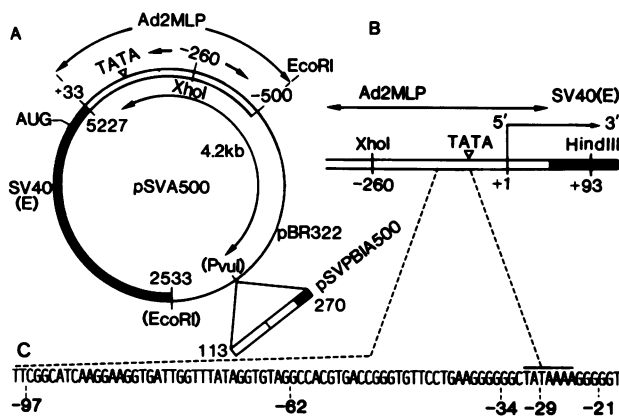 A
Ad2MLP
TATA
-260
EcoRI
+33
XhoI
-500
AUG
5227
4.2kb
SV40
(E)
pSVA500
pBR322
(PvuI)
2533
(EcoRI)
pSVPBIA500
270
113
B
Ad2MLP
SV40(E)
5'
3'
XhoI
TATA
HindIII
-260
+1
+93
C
TTCGGCATCAAGGAAGGTGATTGGTTTATAGGTGTAGGCCACGTGACCGGGTGTTCCTGAAGGGGGGCTATAAAAGGGGGT
-97
-62
-34
-29
-21